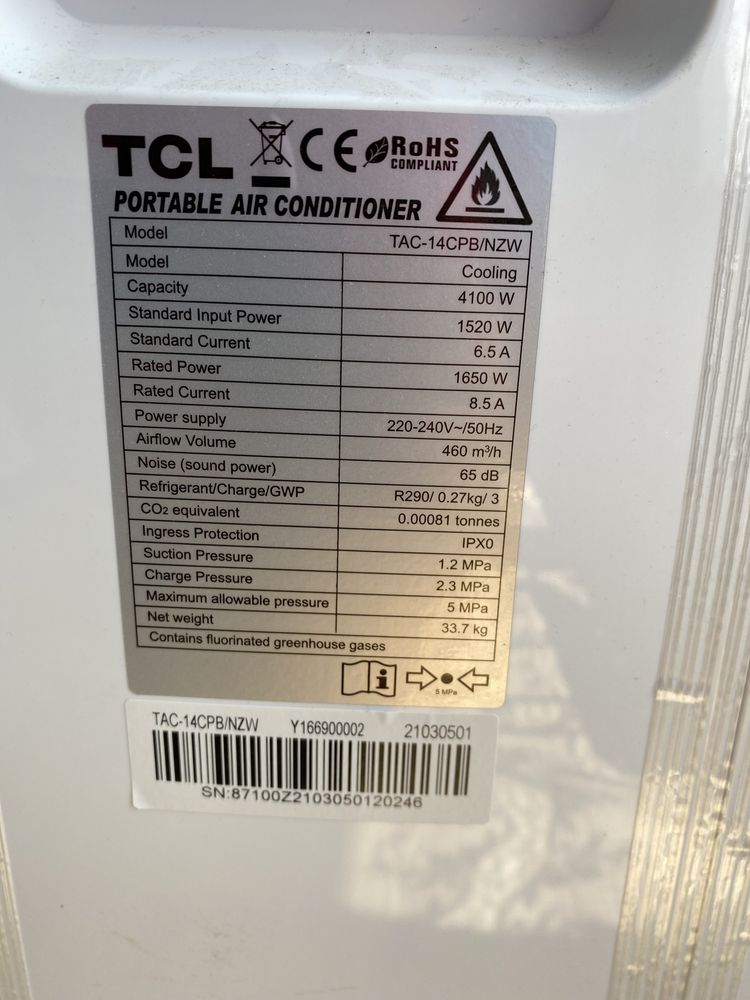 TCL CE RoHS
COMPLIANT
PORTABLE AIR CONDITIONER
Model TAC-14CPB/NZW
Model Cooling
Capacity 4100 W
Standard Input Power 1520 W
Standard Current 6.5 A
Rated Power 1650 W
Rated Current 8.5 A
Power supply 220-240V~/50Hz
Airflow Volume 460 m³/h
Noise (sound power) 65 dB
Refrigerant/Charge/GWP R290/ 0.27kg/ 3
CO₂ equivalent 0.00081 tonnes
Ingress Protection IPX0
Suction Pressure 1.2 MPa
Charge Pressure 2.3 MPa
Maximum allowable pressure 5 MPa
Net weight 33.7 kg
Contains fluorinated greenhouse gases
i
5 MPa
TAC-14CPB/NZW Y166900002 21030501
SN:87100Z2103050120246